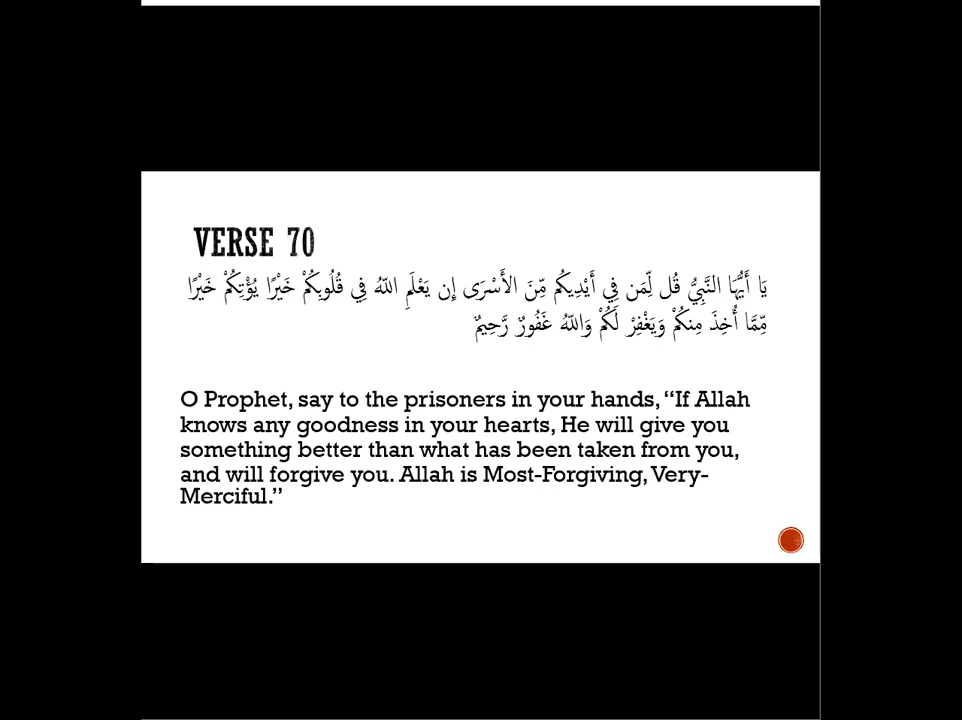 VERSE 70
يَا أَيُّهَا النَّبِيُّ قُل لِّمَن فِي أَيْدِيكُم مِّنَ الأَسْرَى إِن يَعْلَمِ اللّهُ فِي قُلُوبِكُمْ خَيْرًا يُؤْتِكُمْ خَيْرًا
مِّمَّا أُخِذَ مِنكُمْ وَيَغْفِرْ لَكُمْ وَاللّهُ غَفُورٌ رَّحِيمٌ
O Prophet, say to the prisoners in your hands, “If Allah
knows any goodness in your hearts, He will give you
something better than what has been taken from you,
and will forgive you. Allah is Most-Forgiving, Very-
Merciful.”